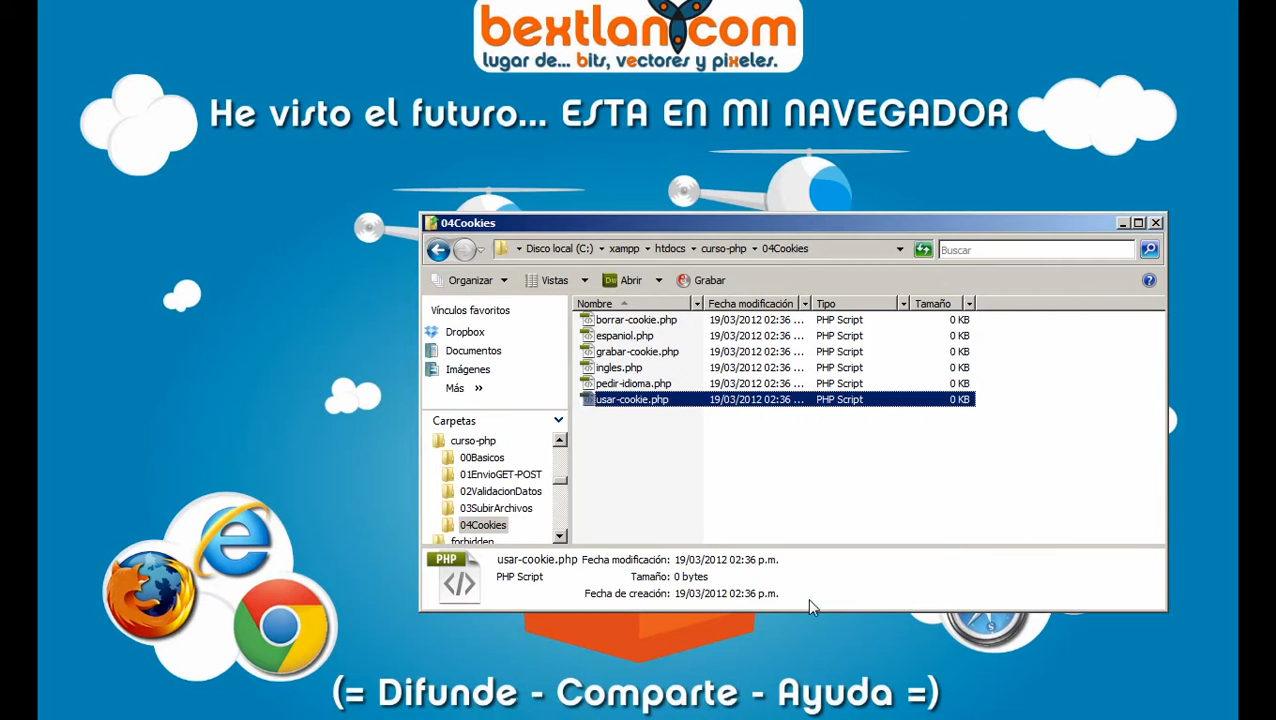 bextlan.com
lugar de... bits, vectores y pixeles.
He visto el futuro... ESTA EN MI NAVEGADOR
04Cookies
Disco local (C:) xampp htdocs curso-php 04Cookies
Buscar
Organizar Vistas Dw Abrir Grabar
Vínculos favoritos
Dropbox
Documentos
Imágenes
Más »
Carpetas
curso-php
00Basicos
01EnvioGET-POST
02ValidacionDatos
03SubirArchivos
04Cookies
forbidden
Nombre Fecha modificación Tipo Tamaño
borrar-cookie.php 19/03/2012 02:36 ... PHP Script 0 KB
espaniol.php 19/03/2012 02:36 ... PHP Script 0 KB
grabar-cookie.php 19/03/2012 02:36 ... PHP Script 0 KB
ingles.php 19/03/2012 02:36 ... PHP Script 0 KB
pedir-idioma.php 19/03/2012 02:36 ... PHP Script 0 KB
usar-cookie.php 19/03/2012 02:36 ... PHP Script 0 KB
PHP
usar-cookie.php Fecha modificación: 19/03/2012 02:36 p.m.
PHP Script Tamaño: 0 bytes
Fecha de creación: 19/03/2012 02:36 p.m.
(= Difunde - Comparte - Ayuda =)